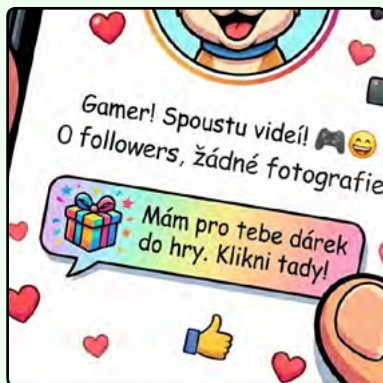 Gamer! Spoustu videí! 🎮😄
0 followers, žádné fotografie
Mám pro tebe dárek
do hry. Klikni tady!